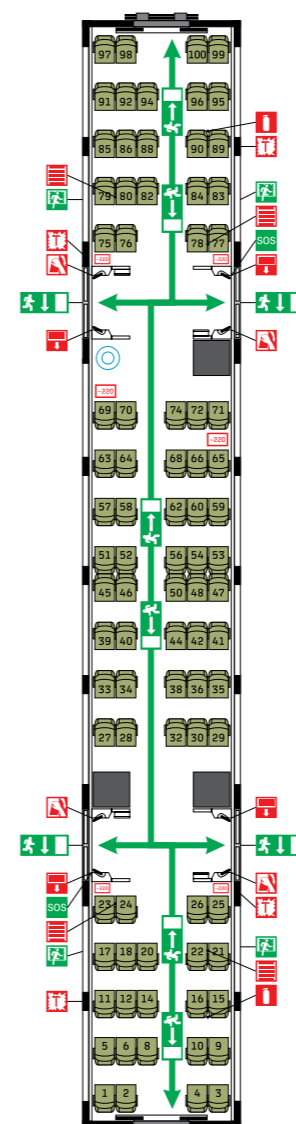 97 98 100 99
91 92 94 96 95
85 86 88 90 89
T
79 80 82 84 83
SOS
T
75 76 78 77
~220 ~220
~220
69 70 74 72 71
~220
63 64 68 66 65
57 58 62 60 59
51 52 56 54 53
45 46 50 48 47
39 40 44 42 41
33 34 38 36 35
27 28 32 30 29
~220 ~220
SOS
23 24 26 25
T
17 18 20 22 21
T
11 12 14 16 15
5 6 8 10 9
1 2 4 3